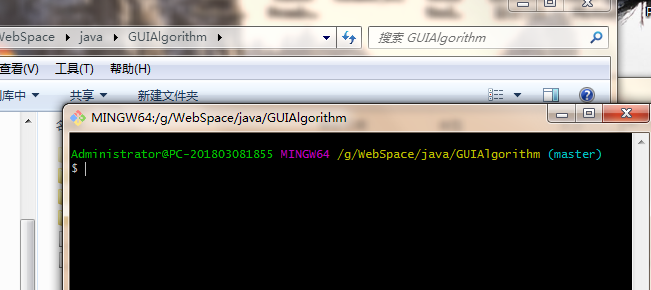 WebSpace ▸ java ▸ GUIAlgorithm
搜索 GUIAlgorithm
查看(V) 工具(T) 帮助(H)
库中 共享 新建文件夹
MINGW64:/g/WebSpace/java/GUIAlgorithm
Administrator@PC-201803081855 MINGW64 /g/WebSpace/java/GUIAlgorithm (master)
$